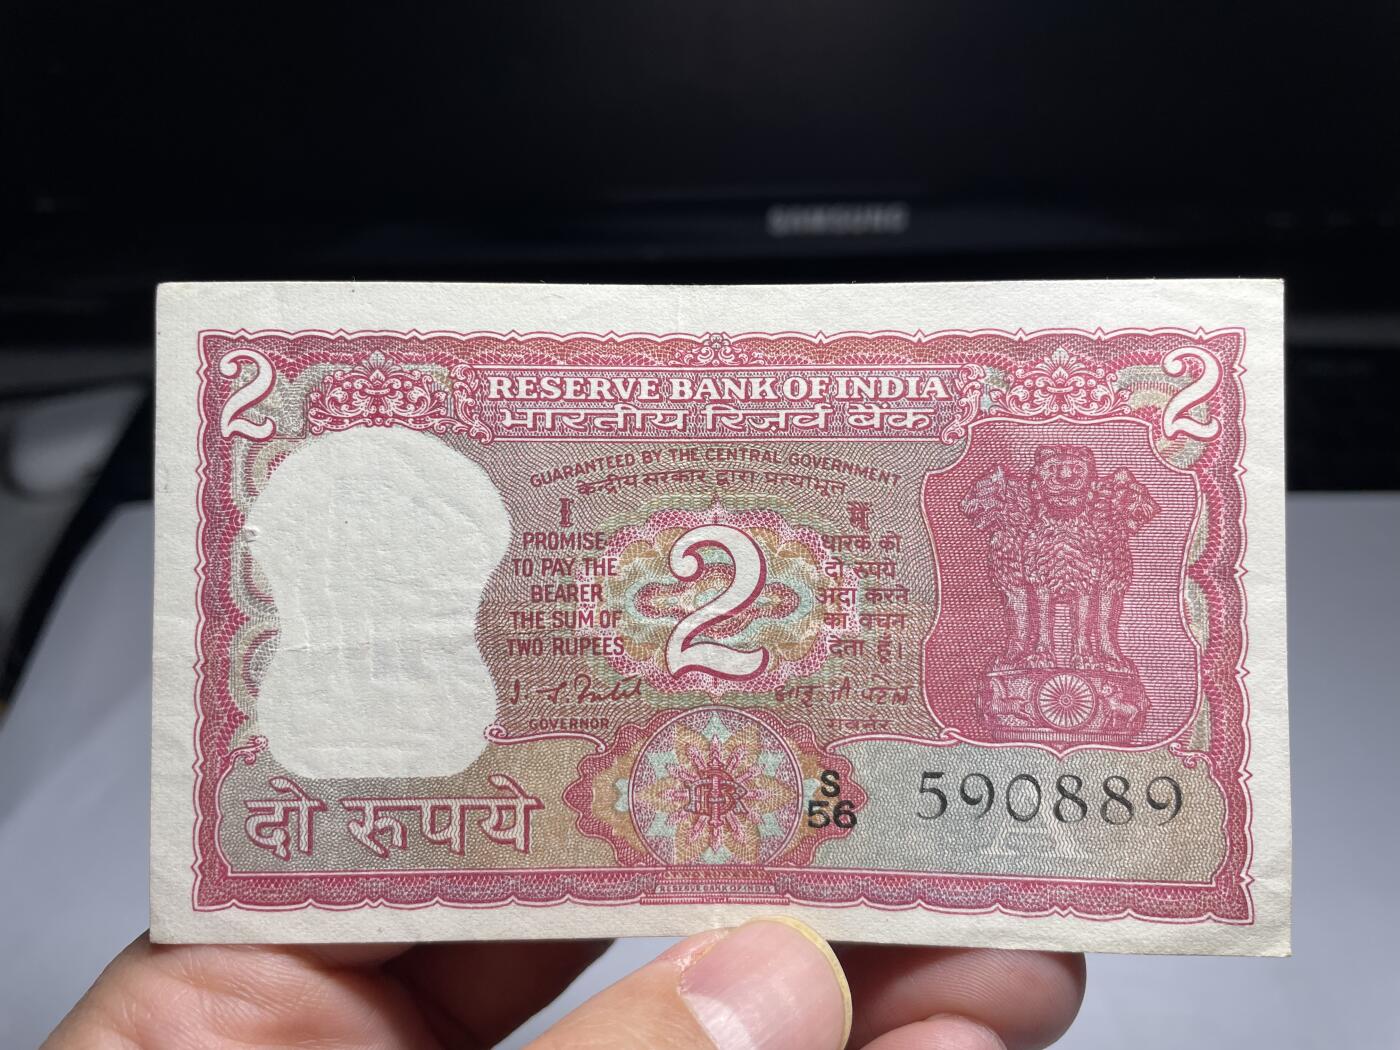 SAMSUNG
2
2
RESERVE BANK OF INDIA
भारतीय रिज़र्व बैंक
GUARANTEED BY THE CENTRAL GOVERNMENT
केन्द्रीय सरकार द्वारा प्रत्याभूत
I
PROMISE
TO PAY THE
BEARER
THE SUM OF
TWO RUPEES
2
मैं
धारक को
दो रुपये
अदा करने
का वचन
देता हूं।
GOVERNOR
गवर्नर
दो रूपये
S
56
590889
A
RESERVE BANK OF INDIA